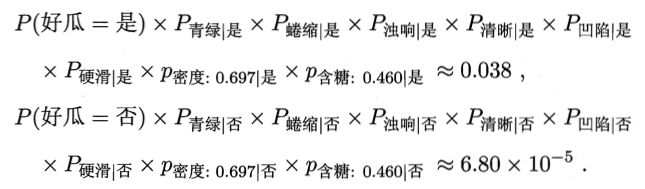 P(好瓜 = 是) × P青绿|是 × P蜷缩|是 × P浊响|是 × P清晰|是 × P凹陷|是
× P硬滑|是 × p密度: 0.697|是 × p含糖: 0.460|是 ≈ 0.038 ,
P(好瓜 = 否) × P青绿|否 × P蜷缩|否 × P浊响|否 × P清晰|否 × P凹陷|否
× P硬滑|否 × p密度: 0.697|否 × p含糖: 0.460|否 ≈ 6.80 × 10⁻⁵ .